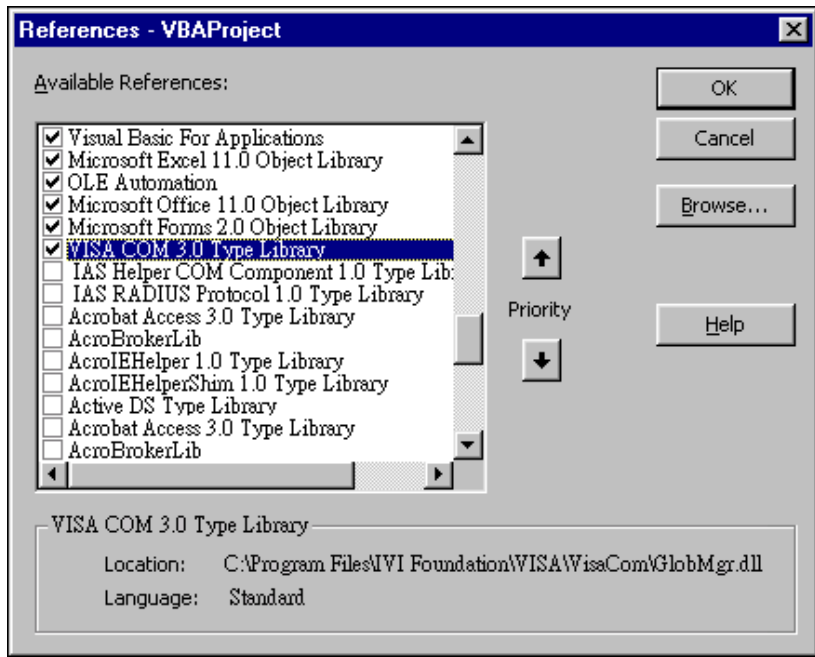 References - VBAProject
Available References:
Visual Basic For Applications
Microsoft Excel 11.0 Object Library
OLE Automation
Microsoft Office 11.0 Object Library
Microsoft Forms 2.0 Object Library
VISA COM 3.0 Type Library
IAS Helper COM Component 1.0 Type Lib
IAS RADIUS Protocol 1.0 Type Library
Acrobat Access 3.0 Type Library
AcroBrokerLib
AcroIEHelper 1.0 Type Library
AcroIEHelperShim 1.0 Type Library
Active DS Type Library
Acrobat Access 3.0 Type Library
AcroBrokerLib
Priority
OK
Cancel
Browse...
Help
VISA COM 3.0 Type Library
Location: C:\Program Files\IVI Foundation\VISA\VisaCom\GlobMgr.dll
Language: Standard